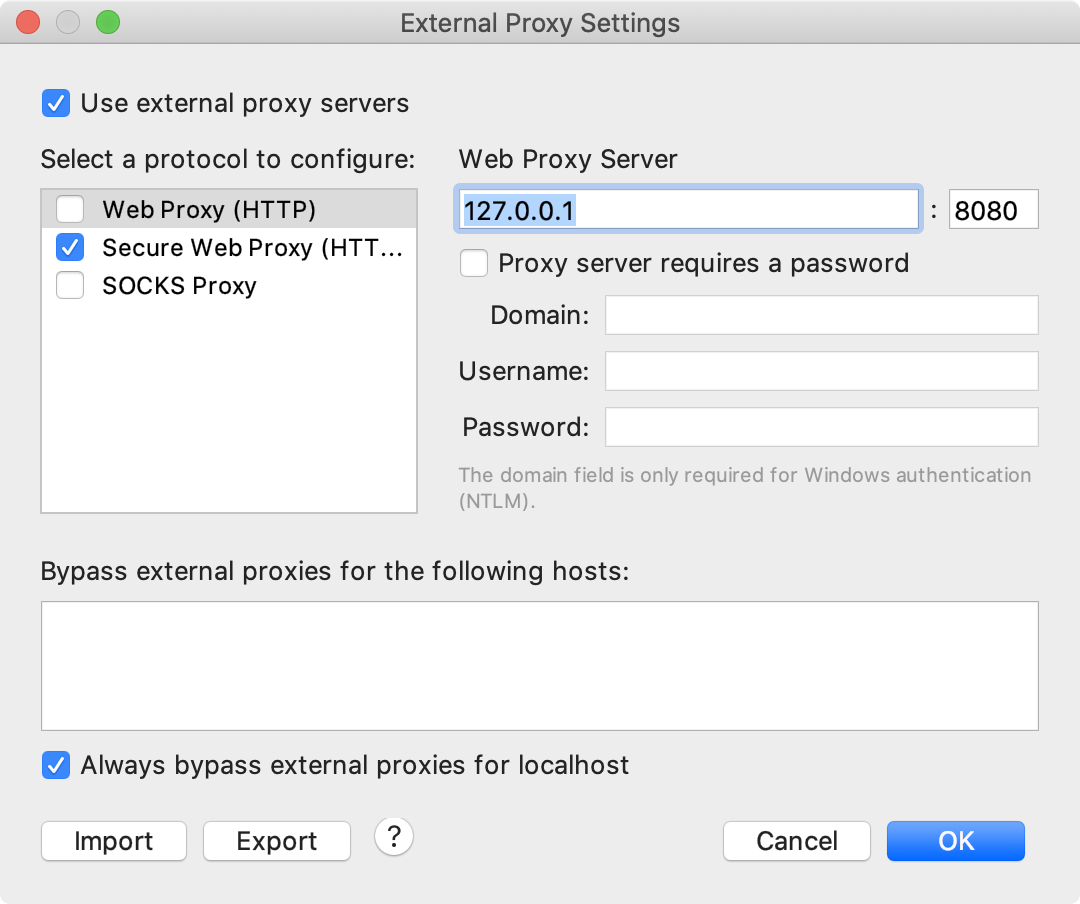 External Proxy Settings
Use external proxy servers
Select a protocol to configure:
Web Proxy (HTTP)
Secure Web Proxy (HTT...
SOCKS Proxy
Web Proxy Server
127.0.0.1 : 8080
Proxy server requires a password
Domain:
Username:
Password:
The domain field is only required for Windows authentication
(NTLM).
Bypass external proxies for the following hosts:
Always bypass external proxies for localhost
Import Export ? Cancel OK